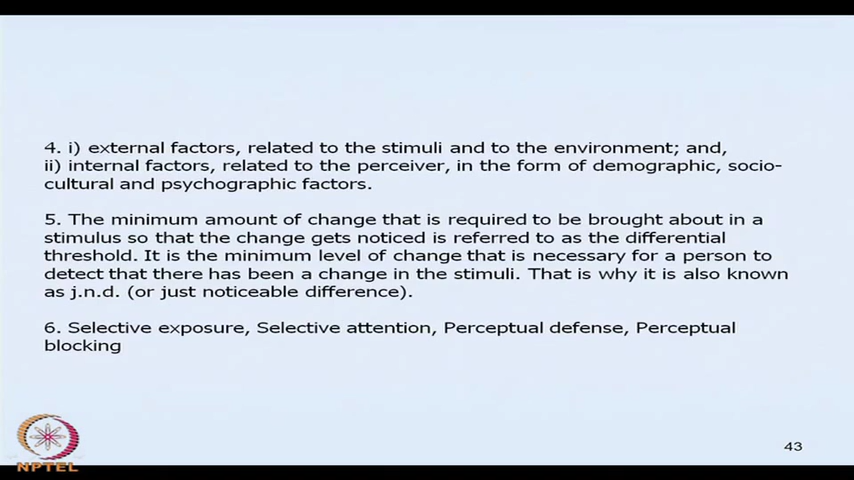 4. i) external factors, related to the stimuli and to the environment; and,
ii) internal factors, related to the perceiver, in the form of demographic, socio-
cultural and psychographic factors.
5. The minimum amount of change that is required to be brought about in a
stimulus so that the change gets noticed is referred to as the differential
threshold. It is the minimum level of change that is necessary for a person to
detect that there has been a change in the stimuli. That is why it is also known
as j.n.d. (or just noticeable difference).
6. Selective exposure, Selective attention, Perceptual defense, Perceptual
blocking
43
NPTEL